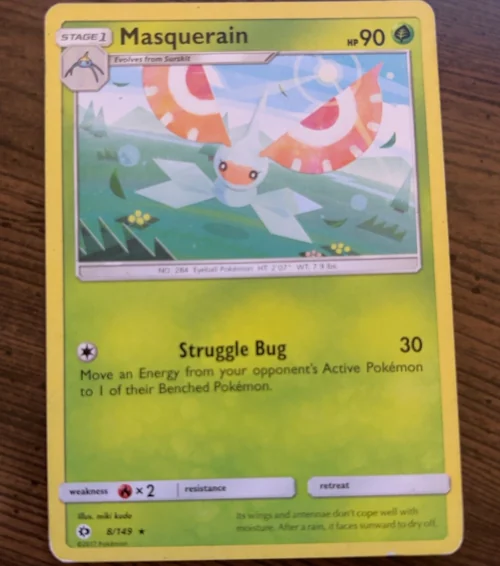 STAGE 1 Masquerain HP 90
Evolves from Surskit
NO. 284 Eyeball Pokémon HT: 2'07" WT: 7.9 lbs.
Struggle Bug 30
Move an Energy from your opponent's Active Pokémon
to 1 of their Benched Pokémon.
weakness × 2 resistance retreat
Illus. miki kudo
8/149 ★
©2017 Pokémon
Its wings and antennae don't cope well with
moisture. After a rain, it faces sunward to dry off.